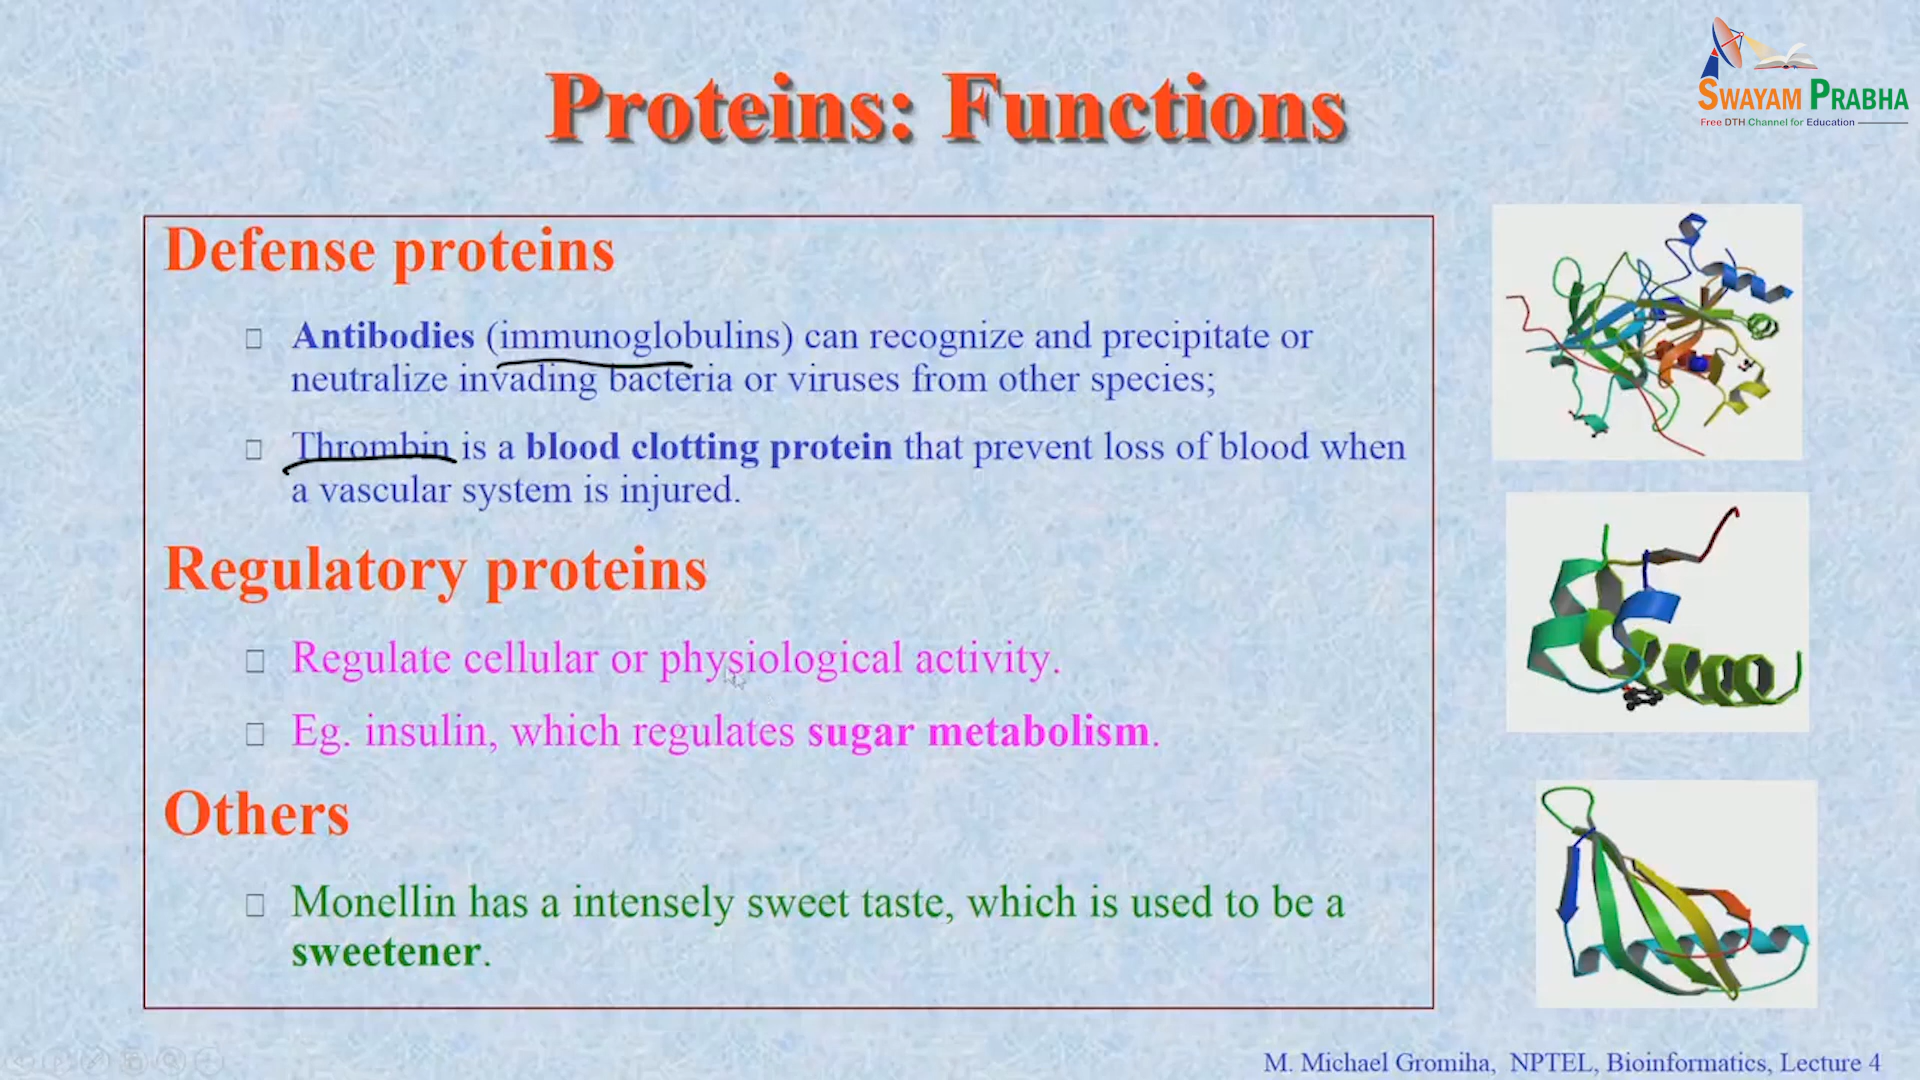 SWAYAM PRABHA
Free DTH Channel for Education
Proteins: Functions
Defense proteins
Antibodies (immunoglobulins) can recognize and precipitate or
neutralize invading bacteria or viruses from other species;
Thrombin is a blood clotting protein that prevent loss of blood when
a vascular system is injured.
Regulatory proteins
Regulate cellular or physiological activity.
Eg. insulin, which regulates sugar metabolism.
Others
Monellin has a intensely sweet taste, which is used to be a
sweetener.
M. Michael Gromiha, NPTEL, Bioinformatics, Lecture 4